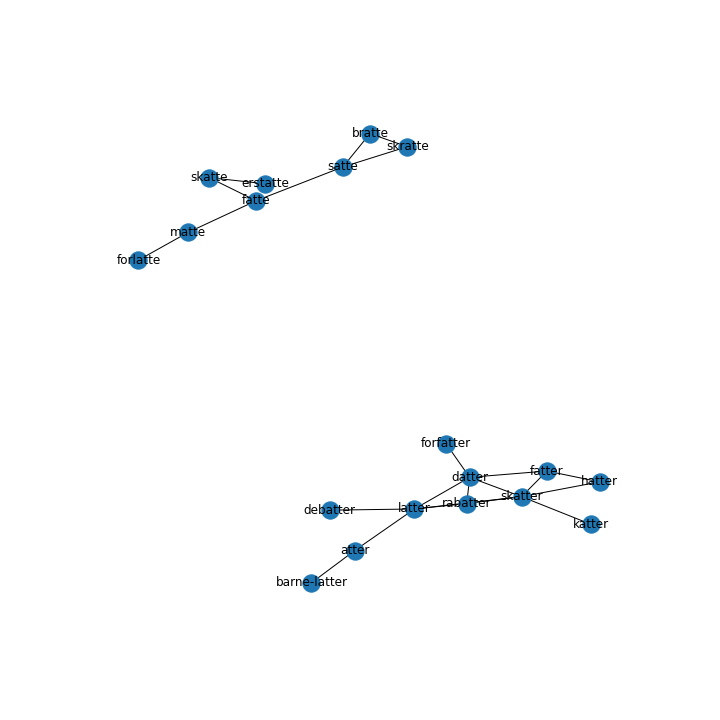 bratte
skratte
satte
skatte
erstatte
fatte
matte
forlatte
forfatter
fatter
datter
hatter
skatter
rabatter
latter
debatter
katter
atter
barne-latter